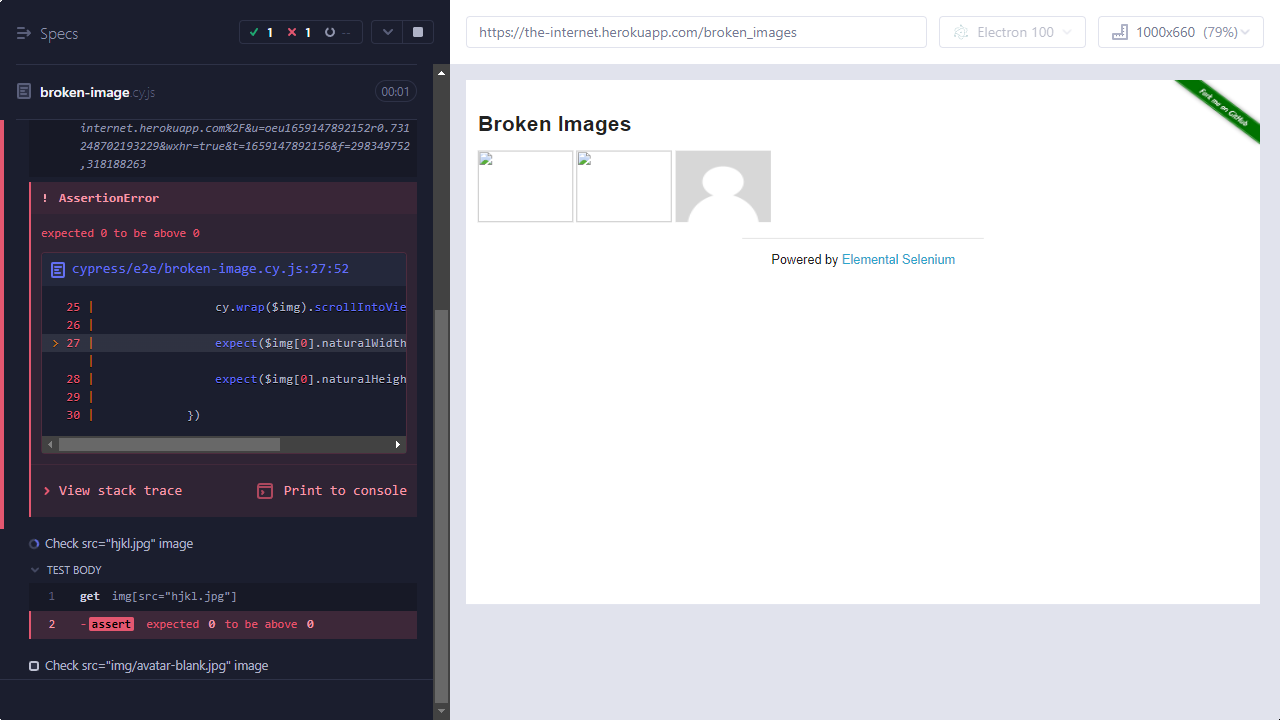 Specs
1
1
--
broken-image.cy.js
00:01
internet.herokuapp.com%2F&u=oeu1659147892152r0.731
248702193229&wxhr=true&t=1659147892156&f=298349752
,318188263
! AssertionError
expected 0 to be above 0
cypress/e2e/broken-image.cy.js:27:52
25 | cy.wrap($img).scrollIntoVie
26 |
> 27 | expect($img[0].naturalWidth
|
28 | expect($img[0].naturalHeigh
29 |
30 | })
View stack trace
Print to console
Check src="hjkl.jpg" image
TEST BODY
1 get img[src="hjkl.jpg"]
2 -assert expected 0 to be above 0
Check src="img/avatar-blank.jpg" image
https://the-internet.herokuapp.com/broken_images
Electron 100
1000x660 (79%)
Fork me on GitHub
Broken Images
Powered by Elemental Selenium